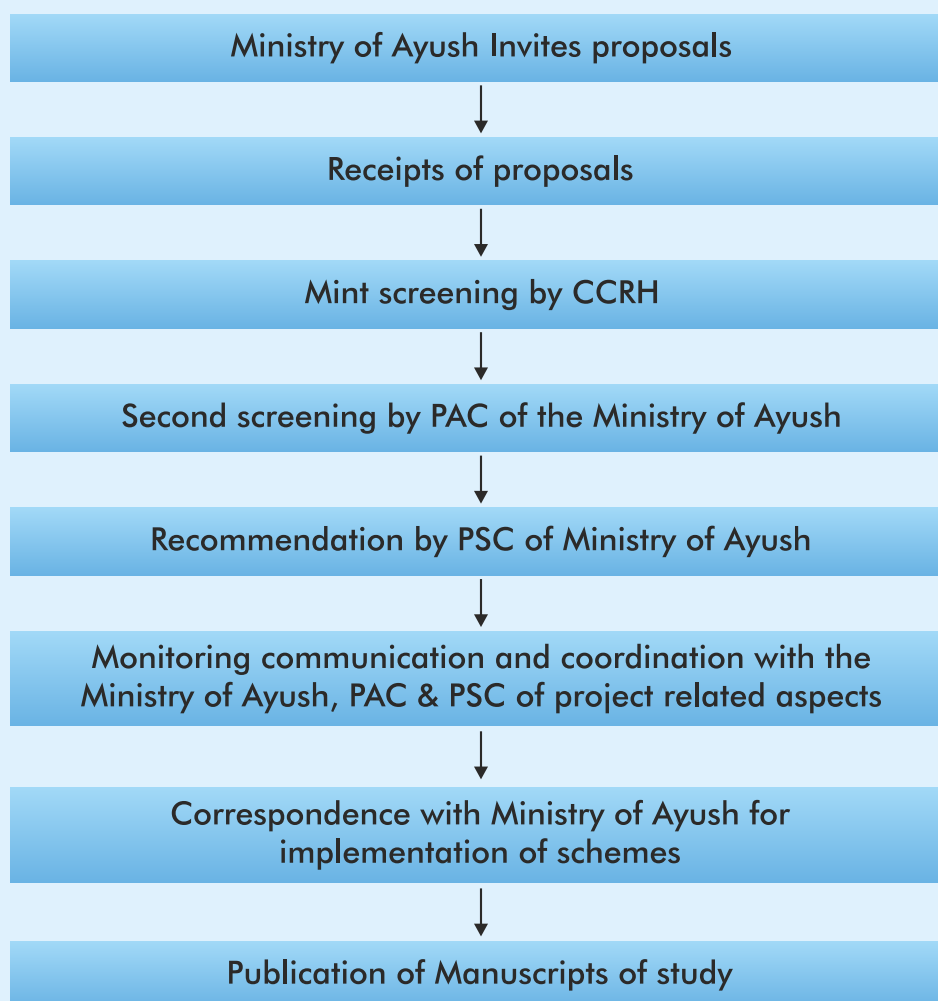 Ministry of Ayush Invites proposals
Receipts of proposals
Mint screening by CCRH
Second screening by PAC of the Ministry of Ayush
Recommendation by PSC of Ministry of Ayush
Monitoring communication and coordination with the
Ministry of Ayush, PAC & PSC of project related aspects
Correspondence with Ministry of Ayush for
implementation of schemes
Publication of Manuscripts of study